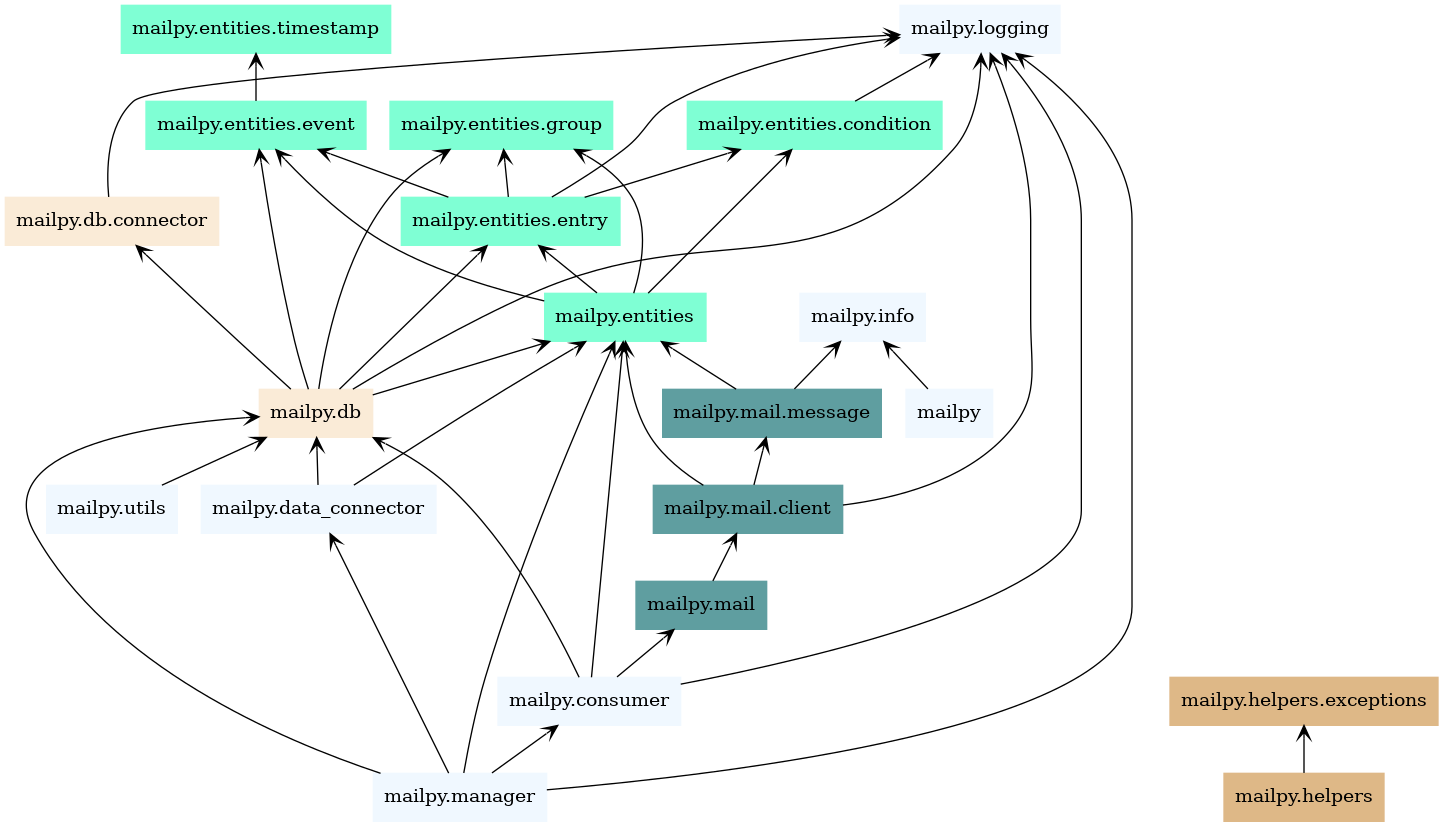 mailpy.entities.timestamp
mailpy.logging
mailpy.entities.event
mailpy.entities.group
mailpy.entities.condition
mailpy.db.connector
mailpy.entities.entry
mailpy.entities
mailpy.info
mailpy.db
mailpy.mail.message
mailpy
mailpy.utils
mailpy.data_connector
mailpy.mail.client
mailpy.mail
mailpy.consumer
mailpy.helpers.exceptions
mailpy.manager
mailpy.helpers